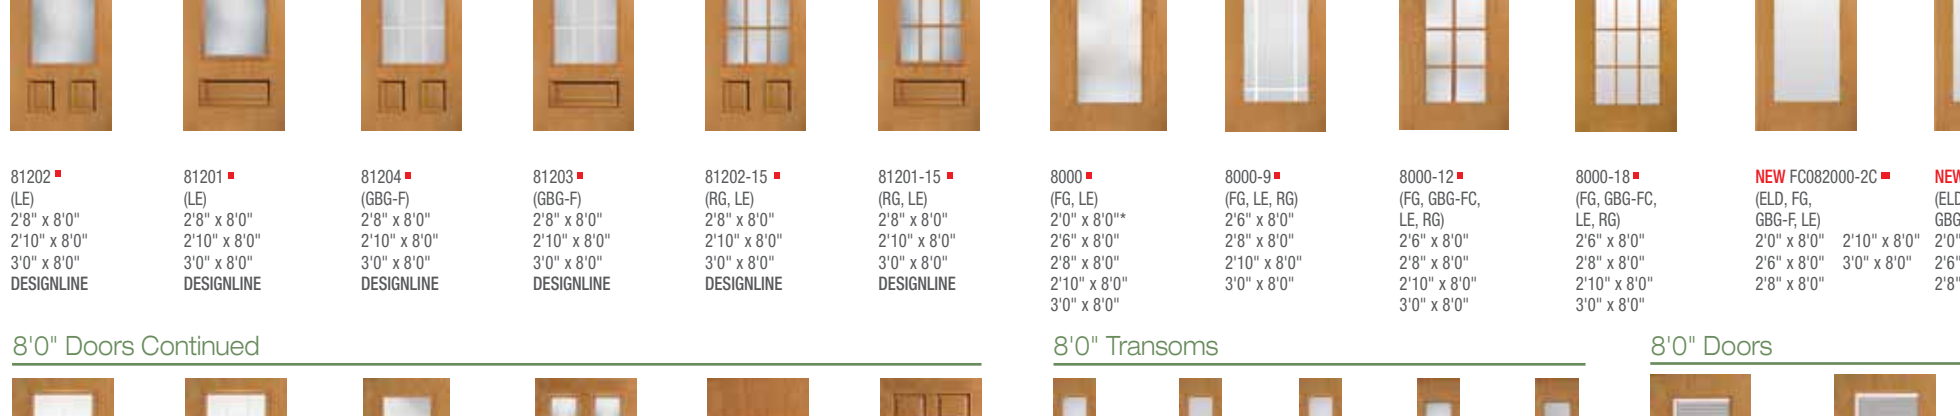 81202
(LE)
2'8" x 8'0"
2'10" x 8'0"
3'0" x 8'0"
DESIGNLINE
81201
(LE)
2'8" x 8'0"
2'10" x 8'0"
3'0" x 8'0"
DESIGNLINE
81204
(GBG-F)
2'8" x 8'0"
2'10" x 8'0"
3'0" x 8'0"
DESIGNLINE
81203
(GBG-F)
2'8" x 8'0"
2'10" x 8'0"
3'0" x 8'0"
DESIGNLINE
81202-15
(RG, LE)
2'8" x 8'0"
2'10" x 8'0"
3'0" x 8'0"
DESIGNLINE
81201-15
(RG, LE)
2'8" x 8'0"
2'10" x 8'0"
3'0" x 8'0"
DESIGNLINE
8000
(FG, LE)
2'0" x 8'0"*
2'6" x 8'0"
2'8" x 8'0"
2'10" x 8'0"
3'0" x 8'0"
8000-9
(FG, LE, RG)
2'6" x 8'0"
2'8" x 8'0"
2'10" x 8'0"
3'0" x 8'0"
8000-12
(FG, GBG-FC,
LE, RG)
2'6" x 8'0"
2'8" x 8'0"
2'10" x 8'0"
3'0" x 8'0"
8000-18
(FG, GBG-FC,
LE, RG)
2'6" x 8'0"
2'8" x 8'0"
2'10" x 8'0"
3'0" x 8'0"
NEW FC082000-2C
(ELD, FG,
GBG-F, LE)
2'0" x 8'0" 2'10" x 8'0"
2'6" x 8'0" 3'0" x 8'0"
2'8" x 8'0"
NEW
(ELD
GBG
2'0"
2'6"
2'8"
8'0" Doors Continued
8'0" Transoms
8'0" Doors